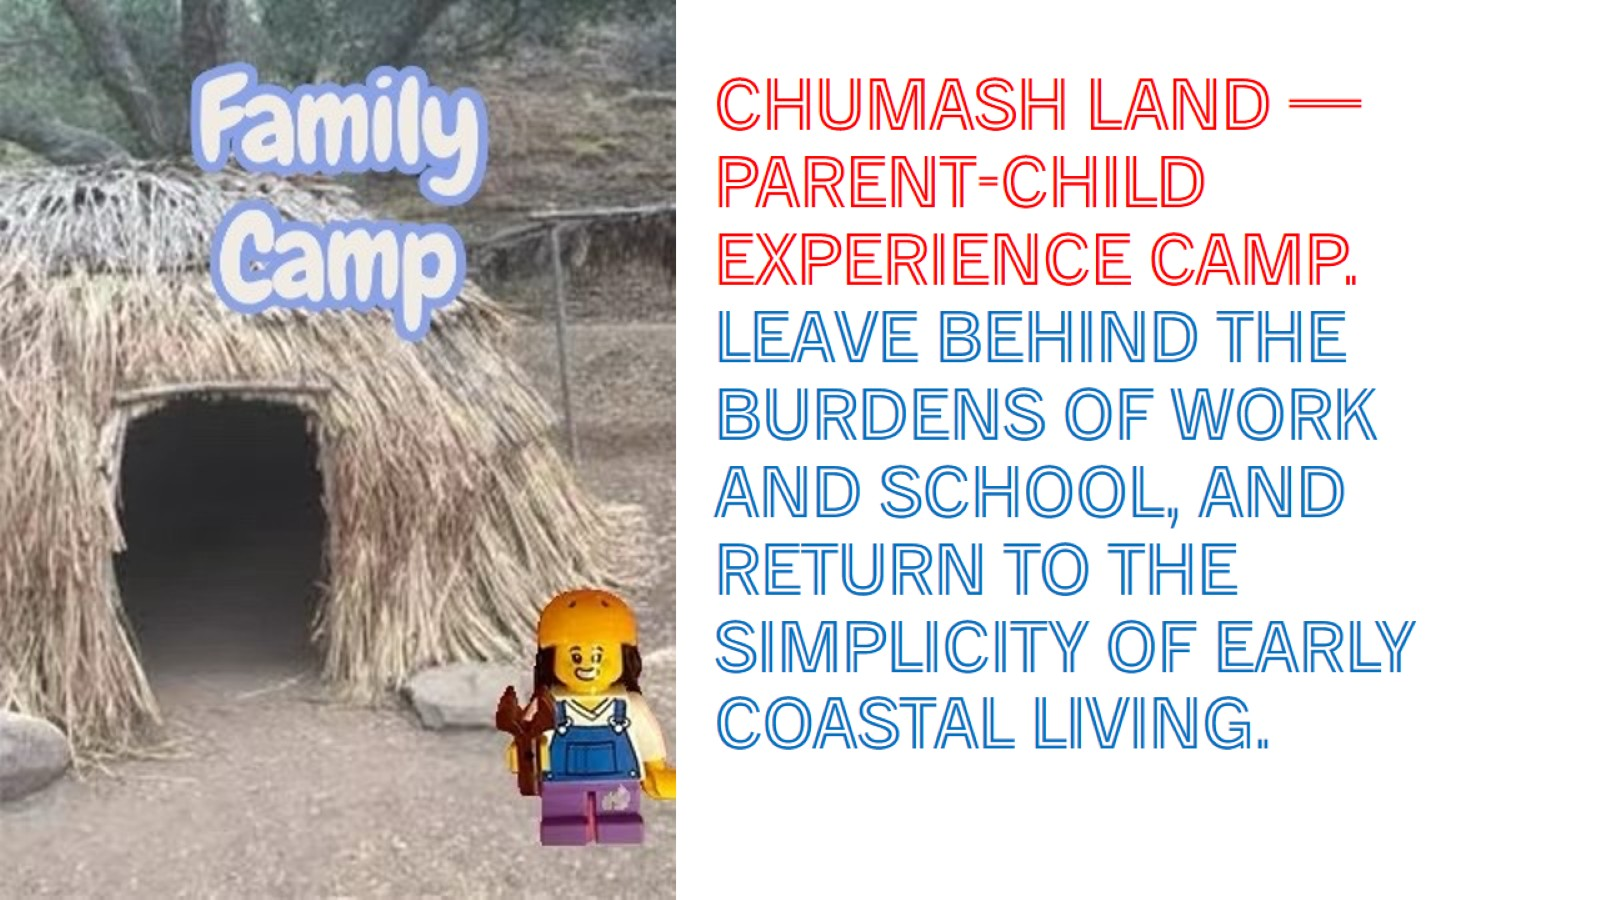 Family
Camp
CHUMASH LAND —
PARENT-CHILD
EXPERIENCE CAMP.
LEAVE BEHIND THE
BURDENS OF WORK
AND SCHOOL, AND
RETURN TO THE
SIMPLICITY OF EARLY
COASTAL LIVING.